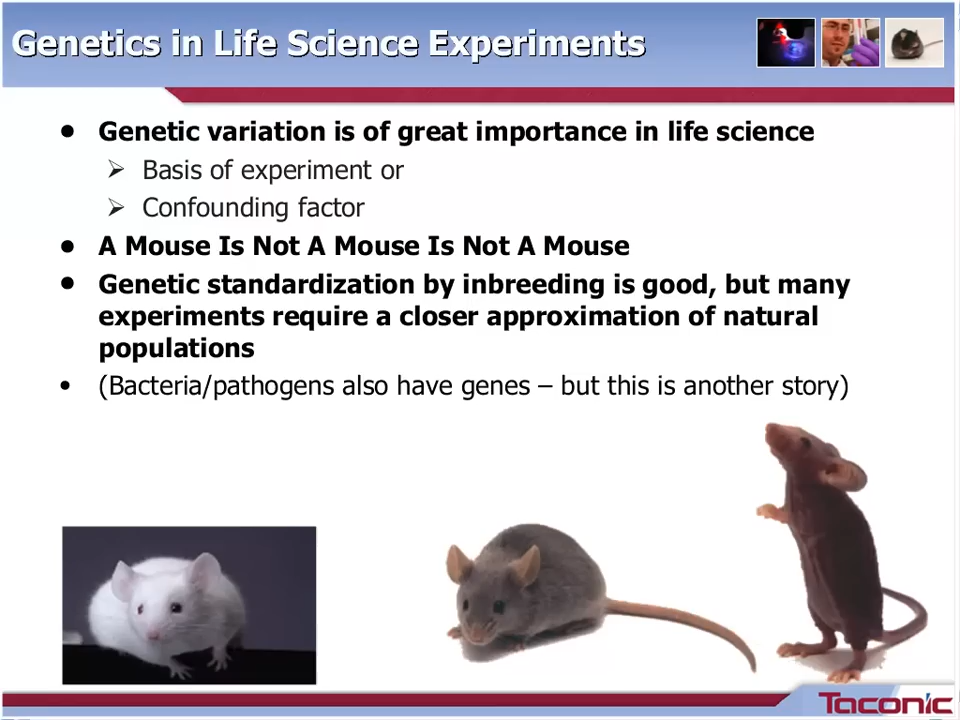 Genetics in Life Science Experiments
• Genetic variation is of great importance in life science
➢ Basis of experiment or
➢ Confounding factor
• A Mouse Is Not A Mouse Is Not A Mouse
• Genetic standardization by inbreeding is good, but many
experiments require a closer approximation of natural
populations
• (Bacteria/pathogens also have genes – but this is another story)
Taconic